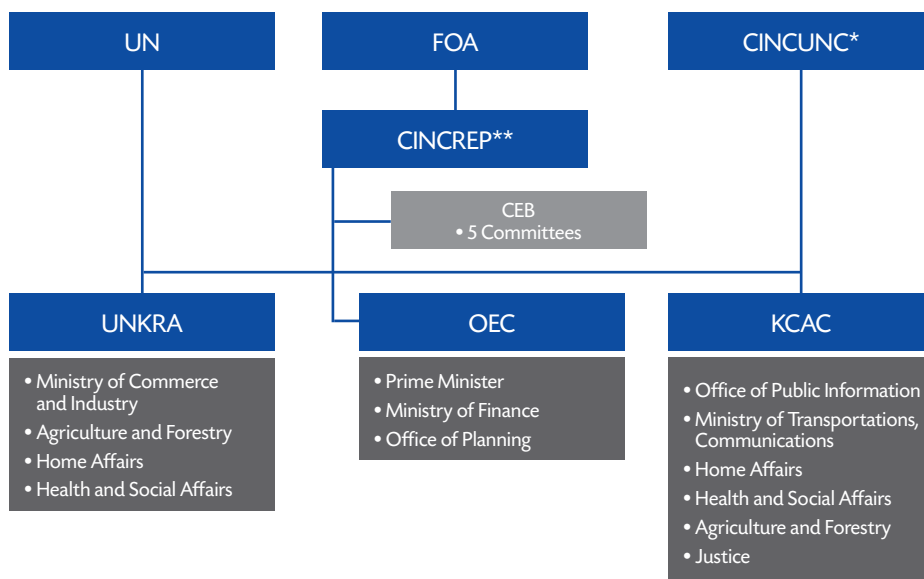 UN
FOA
CINCUNC*
CINCREP**
CEB
• 5 Committees
UNKRA
OEC
KCAC
• Ministry of Commerce
and Industry
• Agriculture and Forestry
• Home Affairs
• Health and Social Affairs
• Prime Minister
• Ministry of Finance
• Office of Planning
• Office of Public Information
• Ministry of Transportations,
Communications
• Home Affairs
• Health and Social Affairs
• Agriculture and Forestry
• Justice